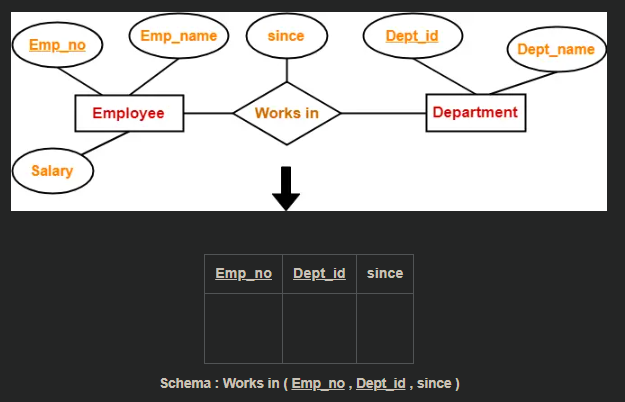 Emp_no
Emp_name
since
Dept_id
Dept_name
Employee
Works in
Department
Salary
Emp_no Dept_id since
Schema : Works in ( Emp_no , Dept_id , since )